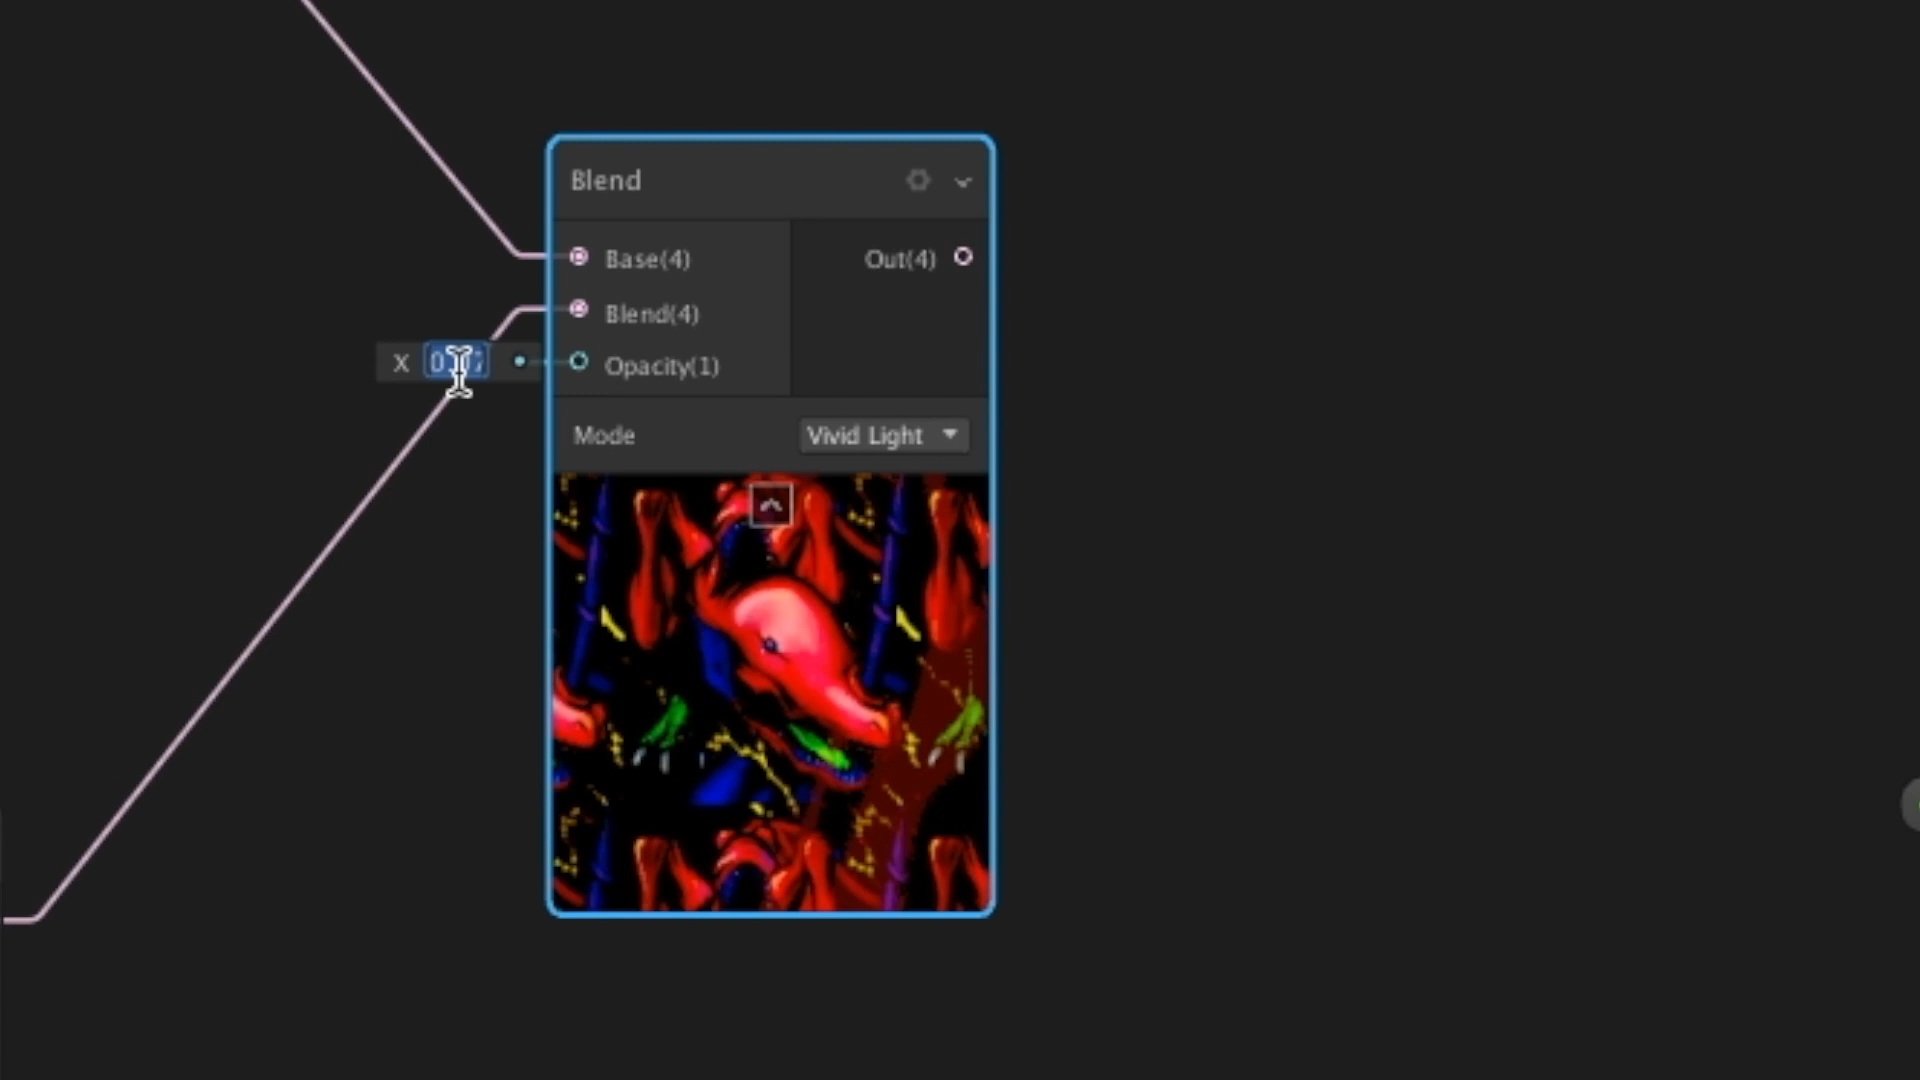 Blend
Base(4)
Out(4)
Blend(4)
X
Opacity(1)
Mode
Vivid Light